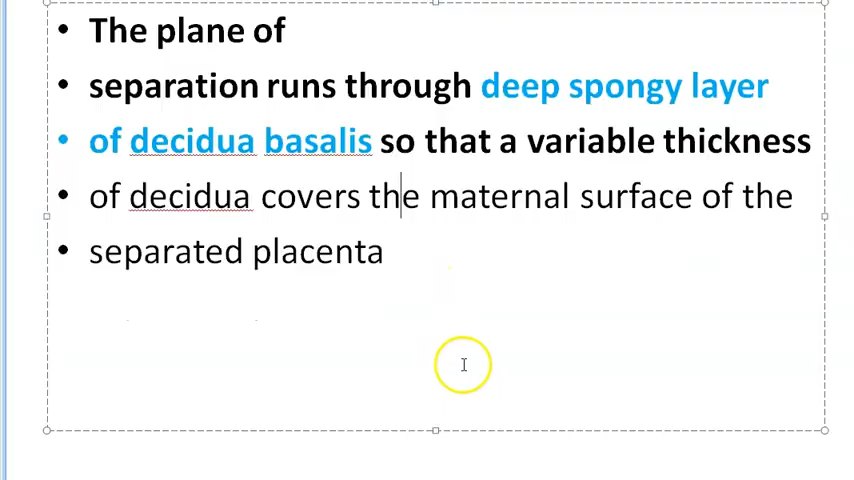 • The plane of
• separation runs through deep spongy layer
• of decidua basalis so that a variable thickness
• of decidua covers the maternal surface of the
• separated placenta